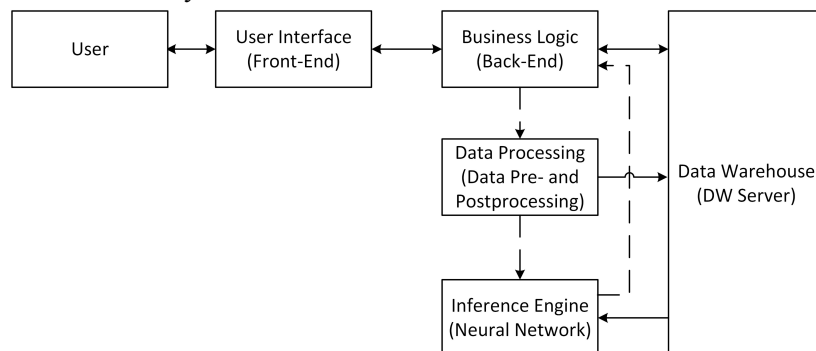 User
User Interface
(Front-End)
Business Logic
(Back-End)
Data Processing
(Data Pre- and
Postprocessing)
Data Warehouse
(DW Server)
Inference Engine
(Neural Network)